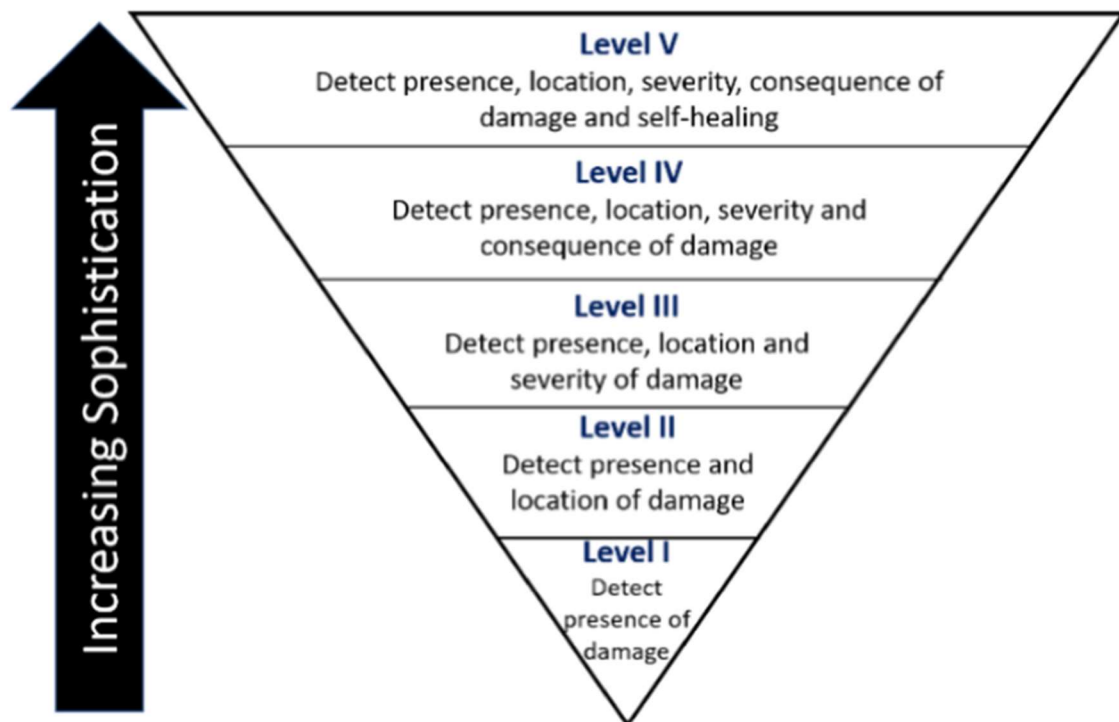 Increasing Sophistication
Level V
Detect presence, location, severity, consequence of
damage and self-healing
Level IV
Detect presence, location, severity and
consequence of damage
Level III
Detect presence, location and
severity of damage
Level II
Detect presence and
location of damage
Level I
Detect
presence of
damage